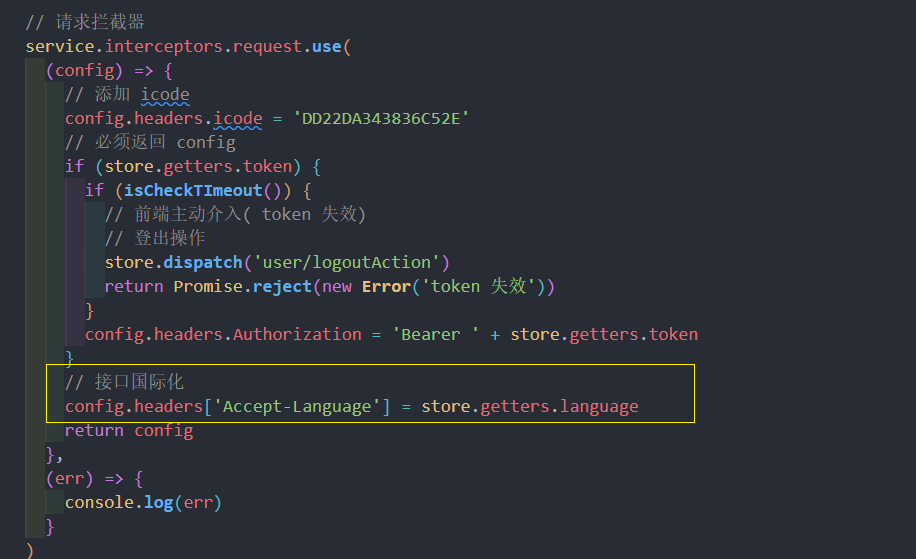 // 请求拦截器
service.interceptors.request.use(
(config) => {
// 添加 icode
config.headers.icode = 'DD22DA343836C52E'
// 必须返回 config
if (store.getters.token) {
if (isCheckTImeout()) {
// 前端主动介入( token 失效)
// 登出操作
store.dispatch('user/logoutAction')
return Promise.reject(new Error('token 失效'))
}
config.headers.Authorization = 'Bearer ' + store.getters.token
}
// 接口国际化
config.headers['Accept-Language'] = store.getters.language
return config
},
(err) => {
console.log(err)
}
)